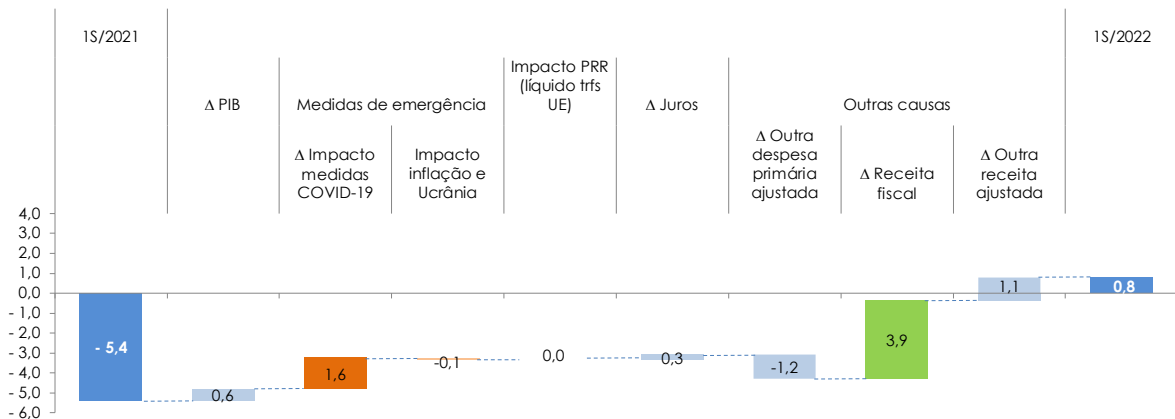 1S/2021
1S/2022
Δ PIB
Medidas de emergência
Impacto PRR
(líquido trfs
UE)
Δ Juros
Outras causas
Δ Impacto
medidas
COVID-19
Impacto
inflação e
Ucrânia
Δ Outra
despesa
primária
ajustada
Δ Receita
fiscal
Δ Outra
receita
ajustada
4,0
3,0
2,0
1,0
0,0
- 1,0
- 2,0
- 3,0
- 4,0
- 5,0
- 6,0
- 5,4
0,6
1,6
-0,1
0,0
0,3
-1,2
3,9
1,1
0,8